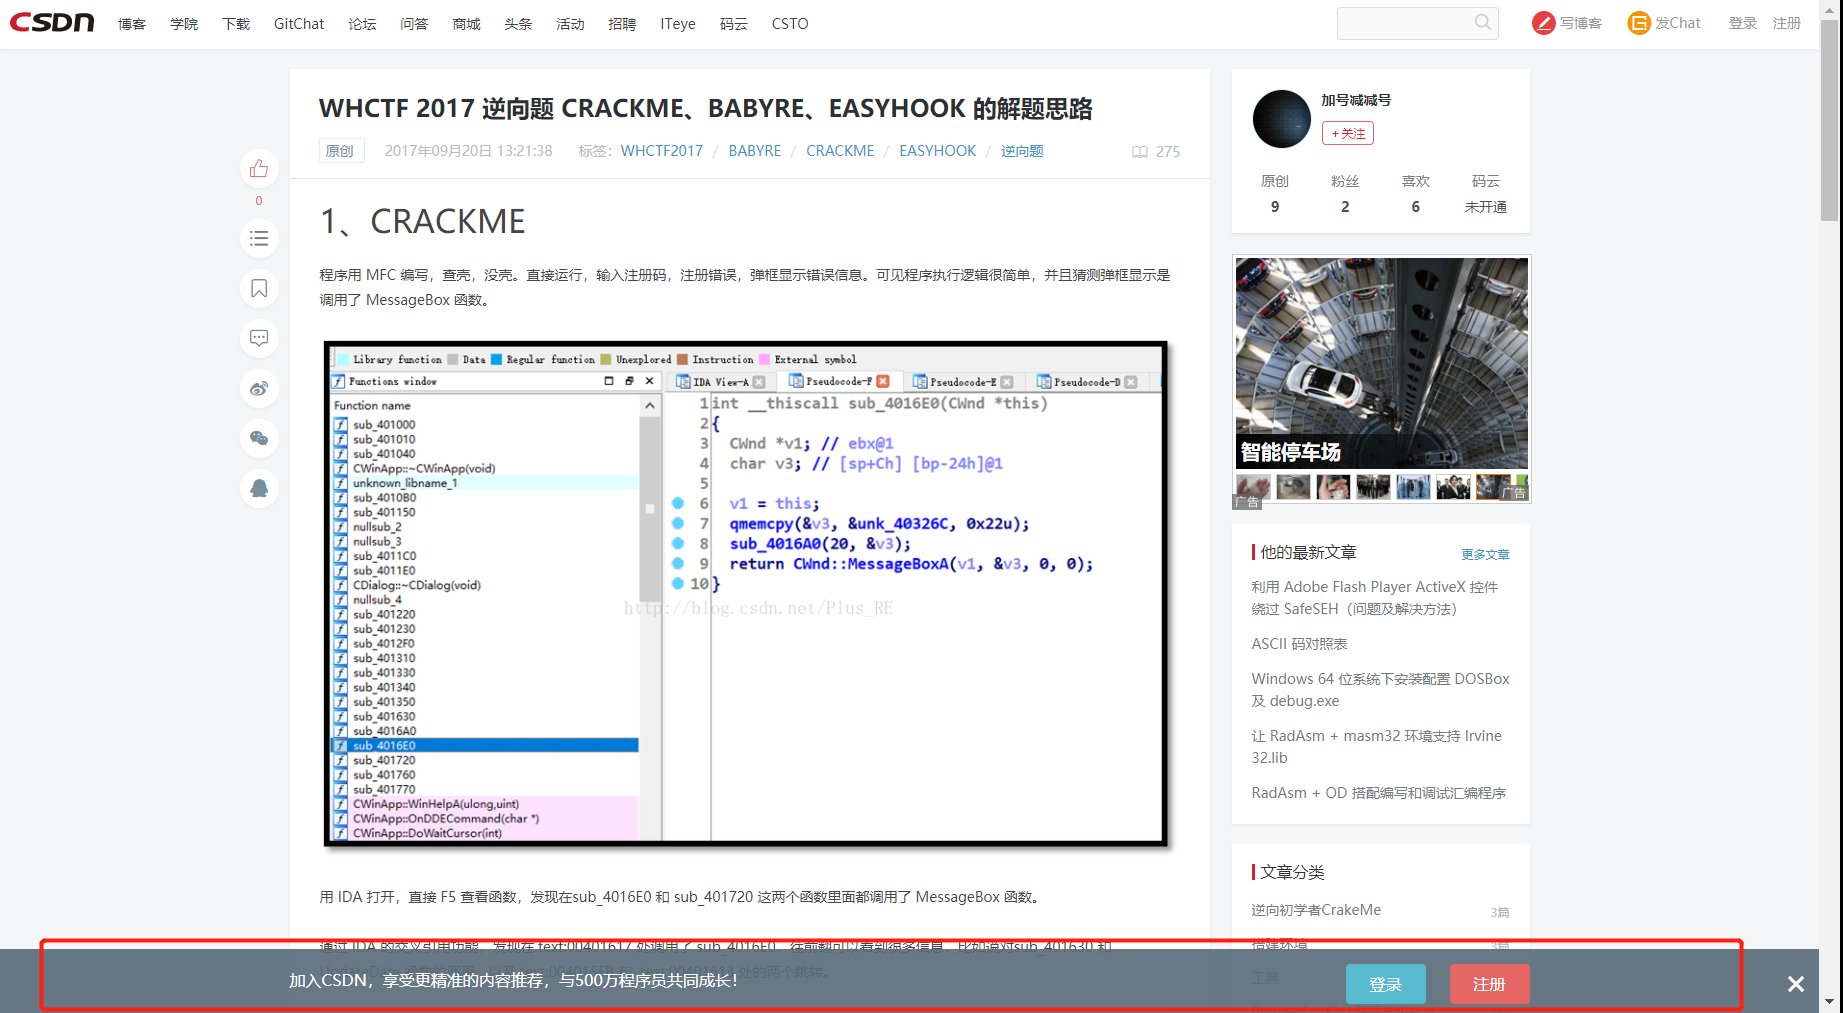 CSDN 博客 学院 下载 GitChat 论坛 问答 商城 头条 活动 招聘 ITeye 码云 CSTO 写博客 发Chat 登录 注册
WHCTF 2017 逆向题 CRACKME、BABYRE、EASYHOOK 的解题思路
原创 2017年09月20日 13:21:38 标签: WHCTF2017 / BABYRE / CRACKME / EASYHOOK / 逆向题 275
0
1、CRACKME
程序用 MFC 编写，查壳，没壳。直接运行，输入注册码，注册错误，弹框显示错误信息。可见程序执行逻辑很简单，并且猜测弹框显示是
调用了 MessageBox 函数。
Library function Data Regular function Unexplored Instruction External symbol
Functions window
Function name
sub_401000
sub_401010
sub_401040
CWinApp::~CWinApp(void)
unknown_libname_1
sub_4010B0
sub_401150
nullsub_2
nullsub_3
sub_4011C0
sub_4011E0
CDialog::~CDialog(void)
nullsub_4
sub_401220
sub_401230
sub_4012F0
sub_401310
sub_401330
sub_401340
sub_401350
sub_401630
sub_4016A0
sub_4016E0
sub_401720
sub_401760
sub_401770
CWinApp::WinHelpA(ulong,uint)
CWinApp::OnDDECommand(char *)
CWinApp::DoWaitCursor(int)
IDA View-A Pseudocode-F Pseudocode-E Pseudocode-D
1 int __thiscall sub_4016E0(CWnd *this)
2 {
3 CWnd *v1; // ebx@1
4 char v3; // [sp+Ch] [bp-24h]@1
5
6 v1 = this;
7 qmemcpy(&v3, &unk_40326C, 0x22u);
8 sub_4016A0(20, &v3);
9 return CWnd::MessageBoxA(v1, &v3, 0, 0);
10 }
http://blog.csdn.net/Plus_RE
用 IDA 打开，直接 F5 查看函数，发现在sub_4016E0 和 sub_401720 这两个函数里面都调用了 MessageBox 函数。
通过 IDA 的交叉引用功能，发现在 text:00401617 处调用了 sub_4016E0，往前翻可以看到很多信息，比如说对sub_401630 和
处的两个跳转。
加号减减号
+关注
原创 粉丝 喜欢 码云
9 2 6 未开通
智能停车场
广告
广告
他的最新文章 更多文章
利用 Adobe Flash Player ActiveX 控件
绕过 SafeSEH（问题及解决方法）
ASCII 码对照表
Windows 64 位系统下安装配置 DOSBox
及 debug.exe
让 RadAsm + masm32 环境支持 Irvine
32.lib
RadAsm + OD 搭配编写和调试汇编程序
文章分类
逆向初学者CrakeMe 3篇
搭建环境 3篇
工具
加入CSDN，享受更精准的内容推荐，与500万程序员共同成长！ 登录 注册